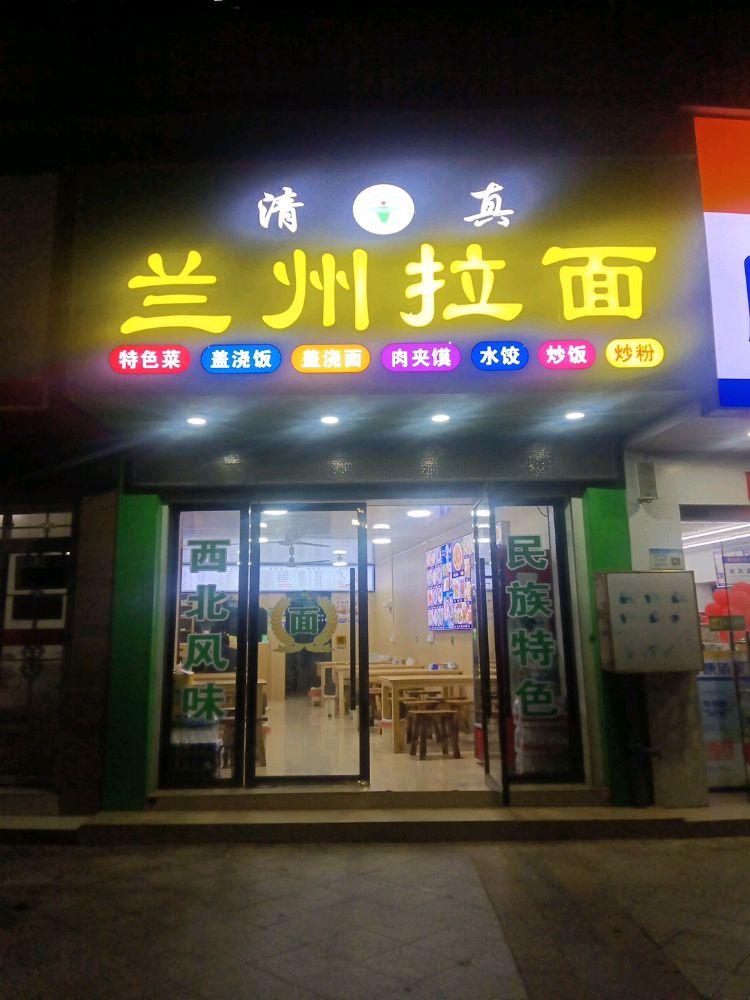 清真
兰州拉面
特色菜 盖浇饭 盖浇面 肉夹馍 水饺 炒饭 炒粉
西北风味
面
民族特色